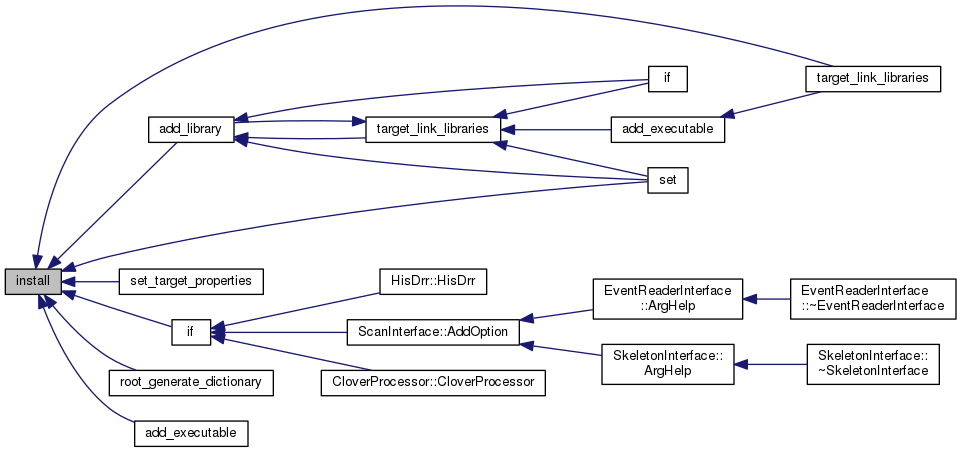 target_link_libraries
if
add_library
target_link_libraries
add_executable
set
install
set_target_properties
HisDrr::HisDrr
EventReaderInterface
::ArgHelp
EventReaderInterface
::~EventReaderInterface
if
ScanInterface::AddOption
SkeletonInterface::
ArgHelp
SkeletonInterface::
~SkeletonInterface
root_generate_dictionary
CloverProcessor::CloverProcessor
add_executable